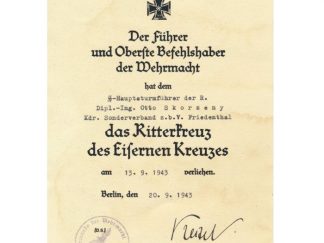 Der Führer
und Oberste Befehlshaber
der Wehrmacht
hat dem
ᛋᛋ-Hauptsturmführer der R.
Dipl.-Ing. Otto Skorzeny
Kdr. Sonderverband z.b.V. Friedenthal
das Ritterkreuz
des Eisernen Kreuzes
am 13.9.1943 verliehen.
Berlin, den 20.9.1943